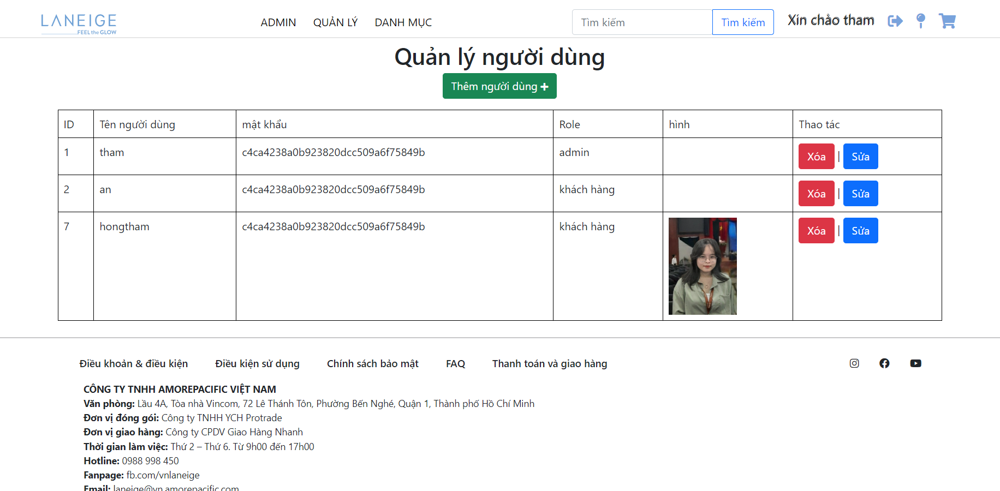 LANEIGE
FEEL the GLOW
ADMIN QUẢN LÝ DANH MỤC
Tìm kiếm Tìm kiếm Xin chào tham
Quản lý người dùng
Thêm người dùng
ID Tên người dùng mật khẩu Role hình Thao tác
1 tham c4ca4238a0b923820dcc509a6f75849b admin Xóa | Sửa
2 an c4ca4238a0b923820dcc509a6f75849b khách hàng Xóa | Sửa
7 hongtham c4ca4238a0b923820dcc509a6f75849b khách hàng Xóa | Sửa
Điều khoản & điều kiện Điều kiện sử dụng Chính sách bảo mật FAQ Thanh toán và giao hàng
CÔNG TY TNHH AMOREPACIFIC VIỆT NAM
Văn phòng: Lầu 4A, Tòa nhà Vincom, 72 Lê Thánh Tôn, Phường Bến Nghé, Quận 1, Thành phố Hồ Chí Minh
Đơn vị đóng gói: Công ty TNHH YCH Protrade
Đơn vị giao hàng: Công ty CPDV Giao Hàng Nhanh
Thời gian làm việc: Thứ 2 – Thứ 6. Từ 9h00 đến 17h00
Hotline: 0988 998 450
Fanpage: fb.com/vnlaneige
Email: laneige@vn.amorepacific.com